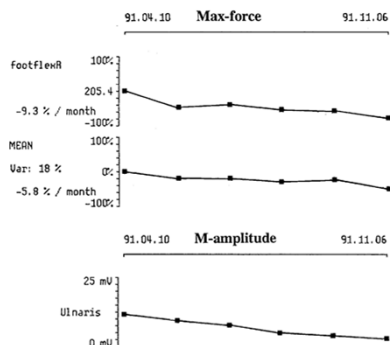 91.04.10 Max-force 91.11.06
100%
footflexR
205.4
-9.3 % / month
-100%
MEAN 100%
Var: 18 % 0%
-5.8 % / month
-100%
91.04.10 M-amplitude 91.11.06
25 mV
Ulnaris
0 mV